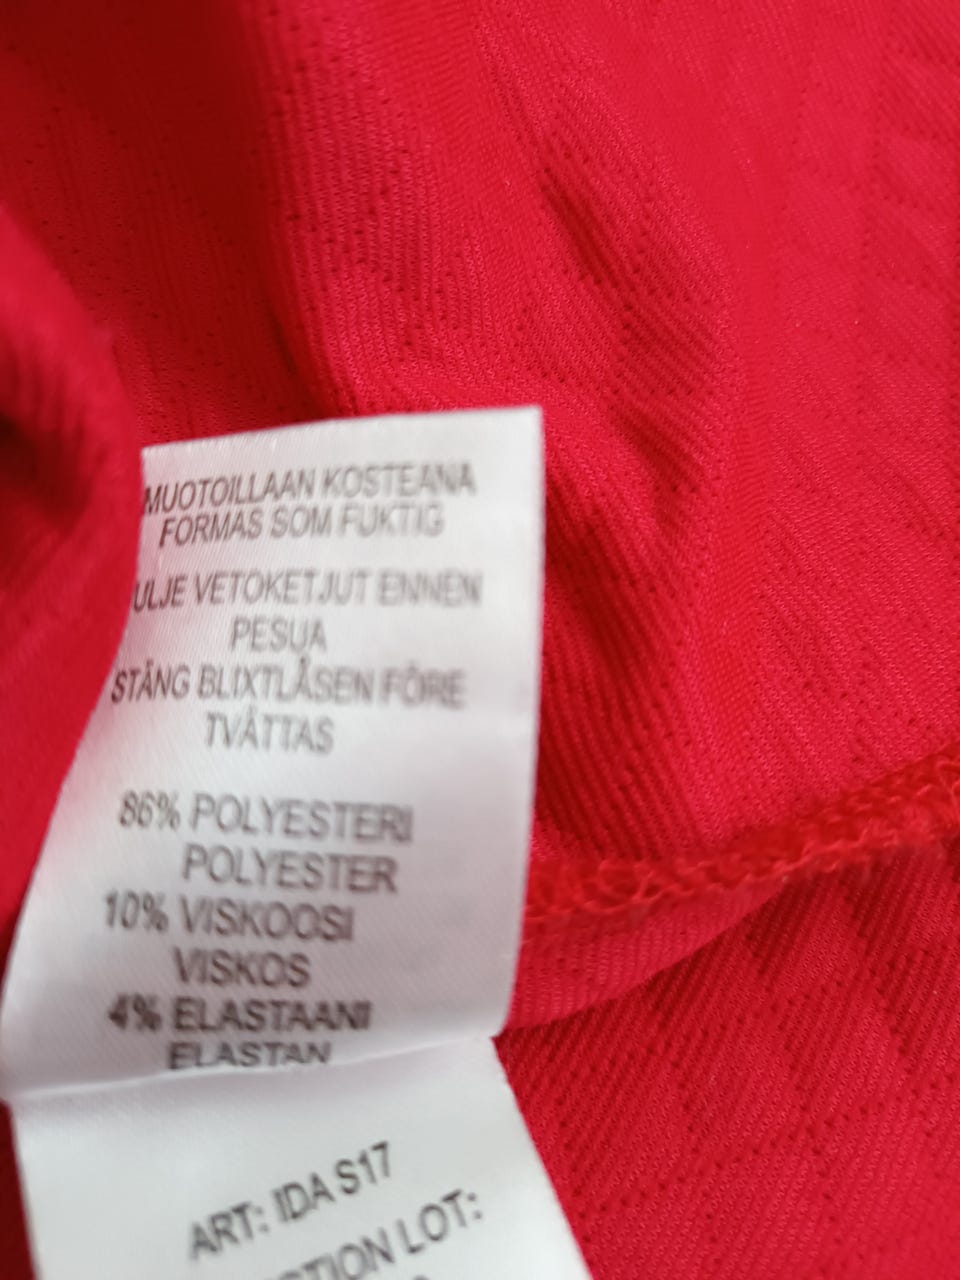 MUOTOILLAAN KOSTEANA
FORMAS SOM FUKTIG
ULJE VETOKETJUT ENNEN
PESUA
STÄNG BLIXTLÅSEN FÖRE
TVÄTTAS
86% POLYESTERI
POLYESTER
10% VISKOOSI
VISKOS
4% ELASTAANI
ELASTAN
ART: IDA S17
LOT: